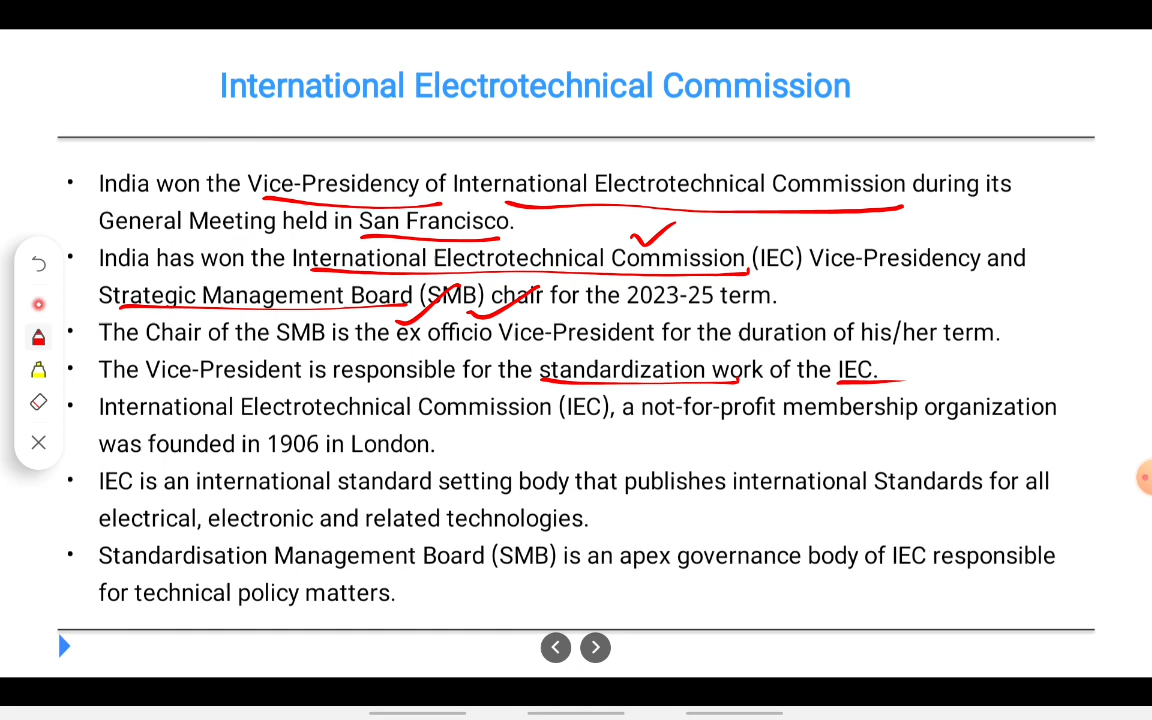 International Electrotechnical Commission
• India won the Vice-Presidency of International Electrotechnical Commission during its
General Meeting held in San Francisco.
• India has won the International Electrotechnical Commission (IEC) Vice-Presidency and
Strategic Management Board (SMB) chair for the 2023-25 term.
• The Chair of the SMB is the ex officio Vice-President for the duration of his/her term.
• The Vice-President is responsible for the standardization work of the IEC.
• International Electrotechnical Commission (IEC), a not-for-profit membership organization
was founded in 1906 in London.
• IEC is an international standard setting body that publishes international Standards for all
electrical, electronic and related technologies.
• Standardisation Management Board (SMB) is an apex governance body of IEC responsible
for technical policy matters.